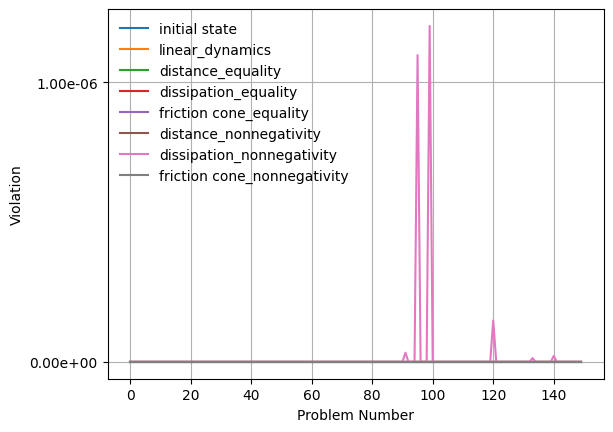 initial state
linear_dynamics
distance_equality
dissipation_equality
friction cone_equality
distance_nonnegativity
dissipation_nonnegativity
friction cone_nonnegativity
1.00e-06
0.00e+00
Violation
0 20 40 60 80 100 120 140
Problem Number